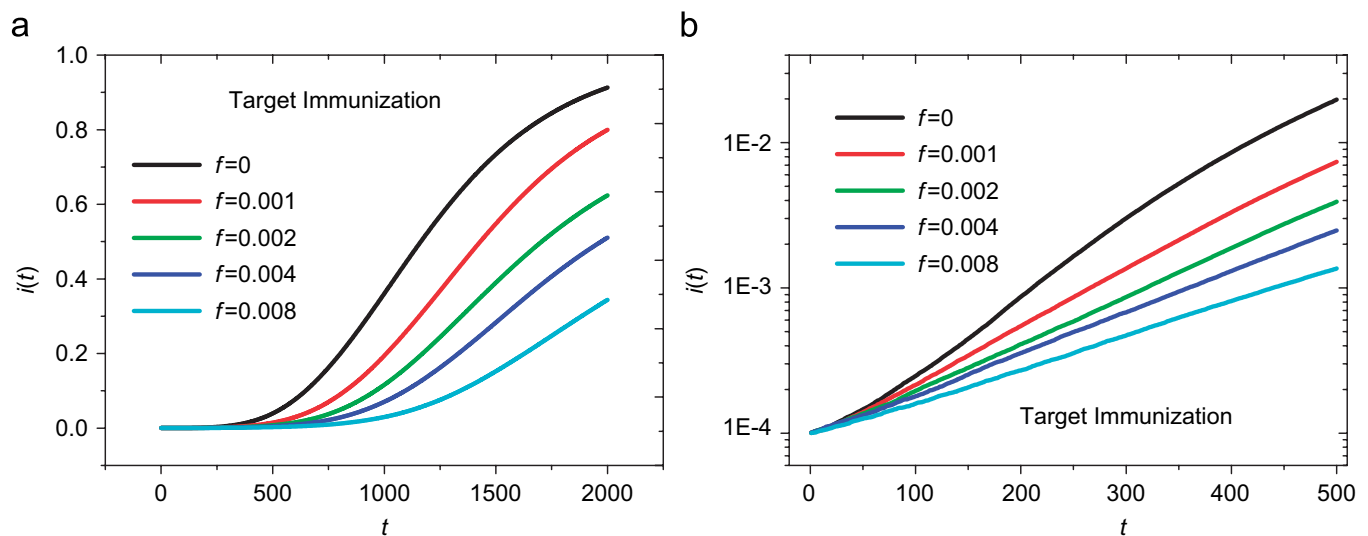 a
1.0
0.8
0.6
0.4
0.2
0.0
i(t)
Target Immunization
f=0
f=0.001
f=0.002
f=0.004
f=0.008
0 500 1000 1500 2000
t
b
1E-2
1E-3
1E-4
i(t)
f=0
f=0.001
f=0.002
f=0.004
f=0.008
Target Immunization
0 100 200 300 400 500
t